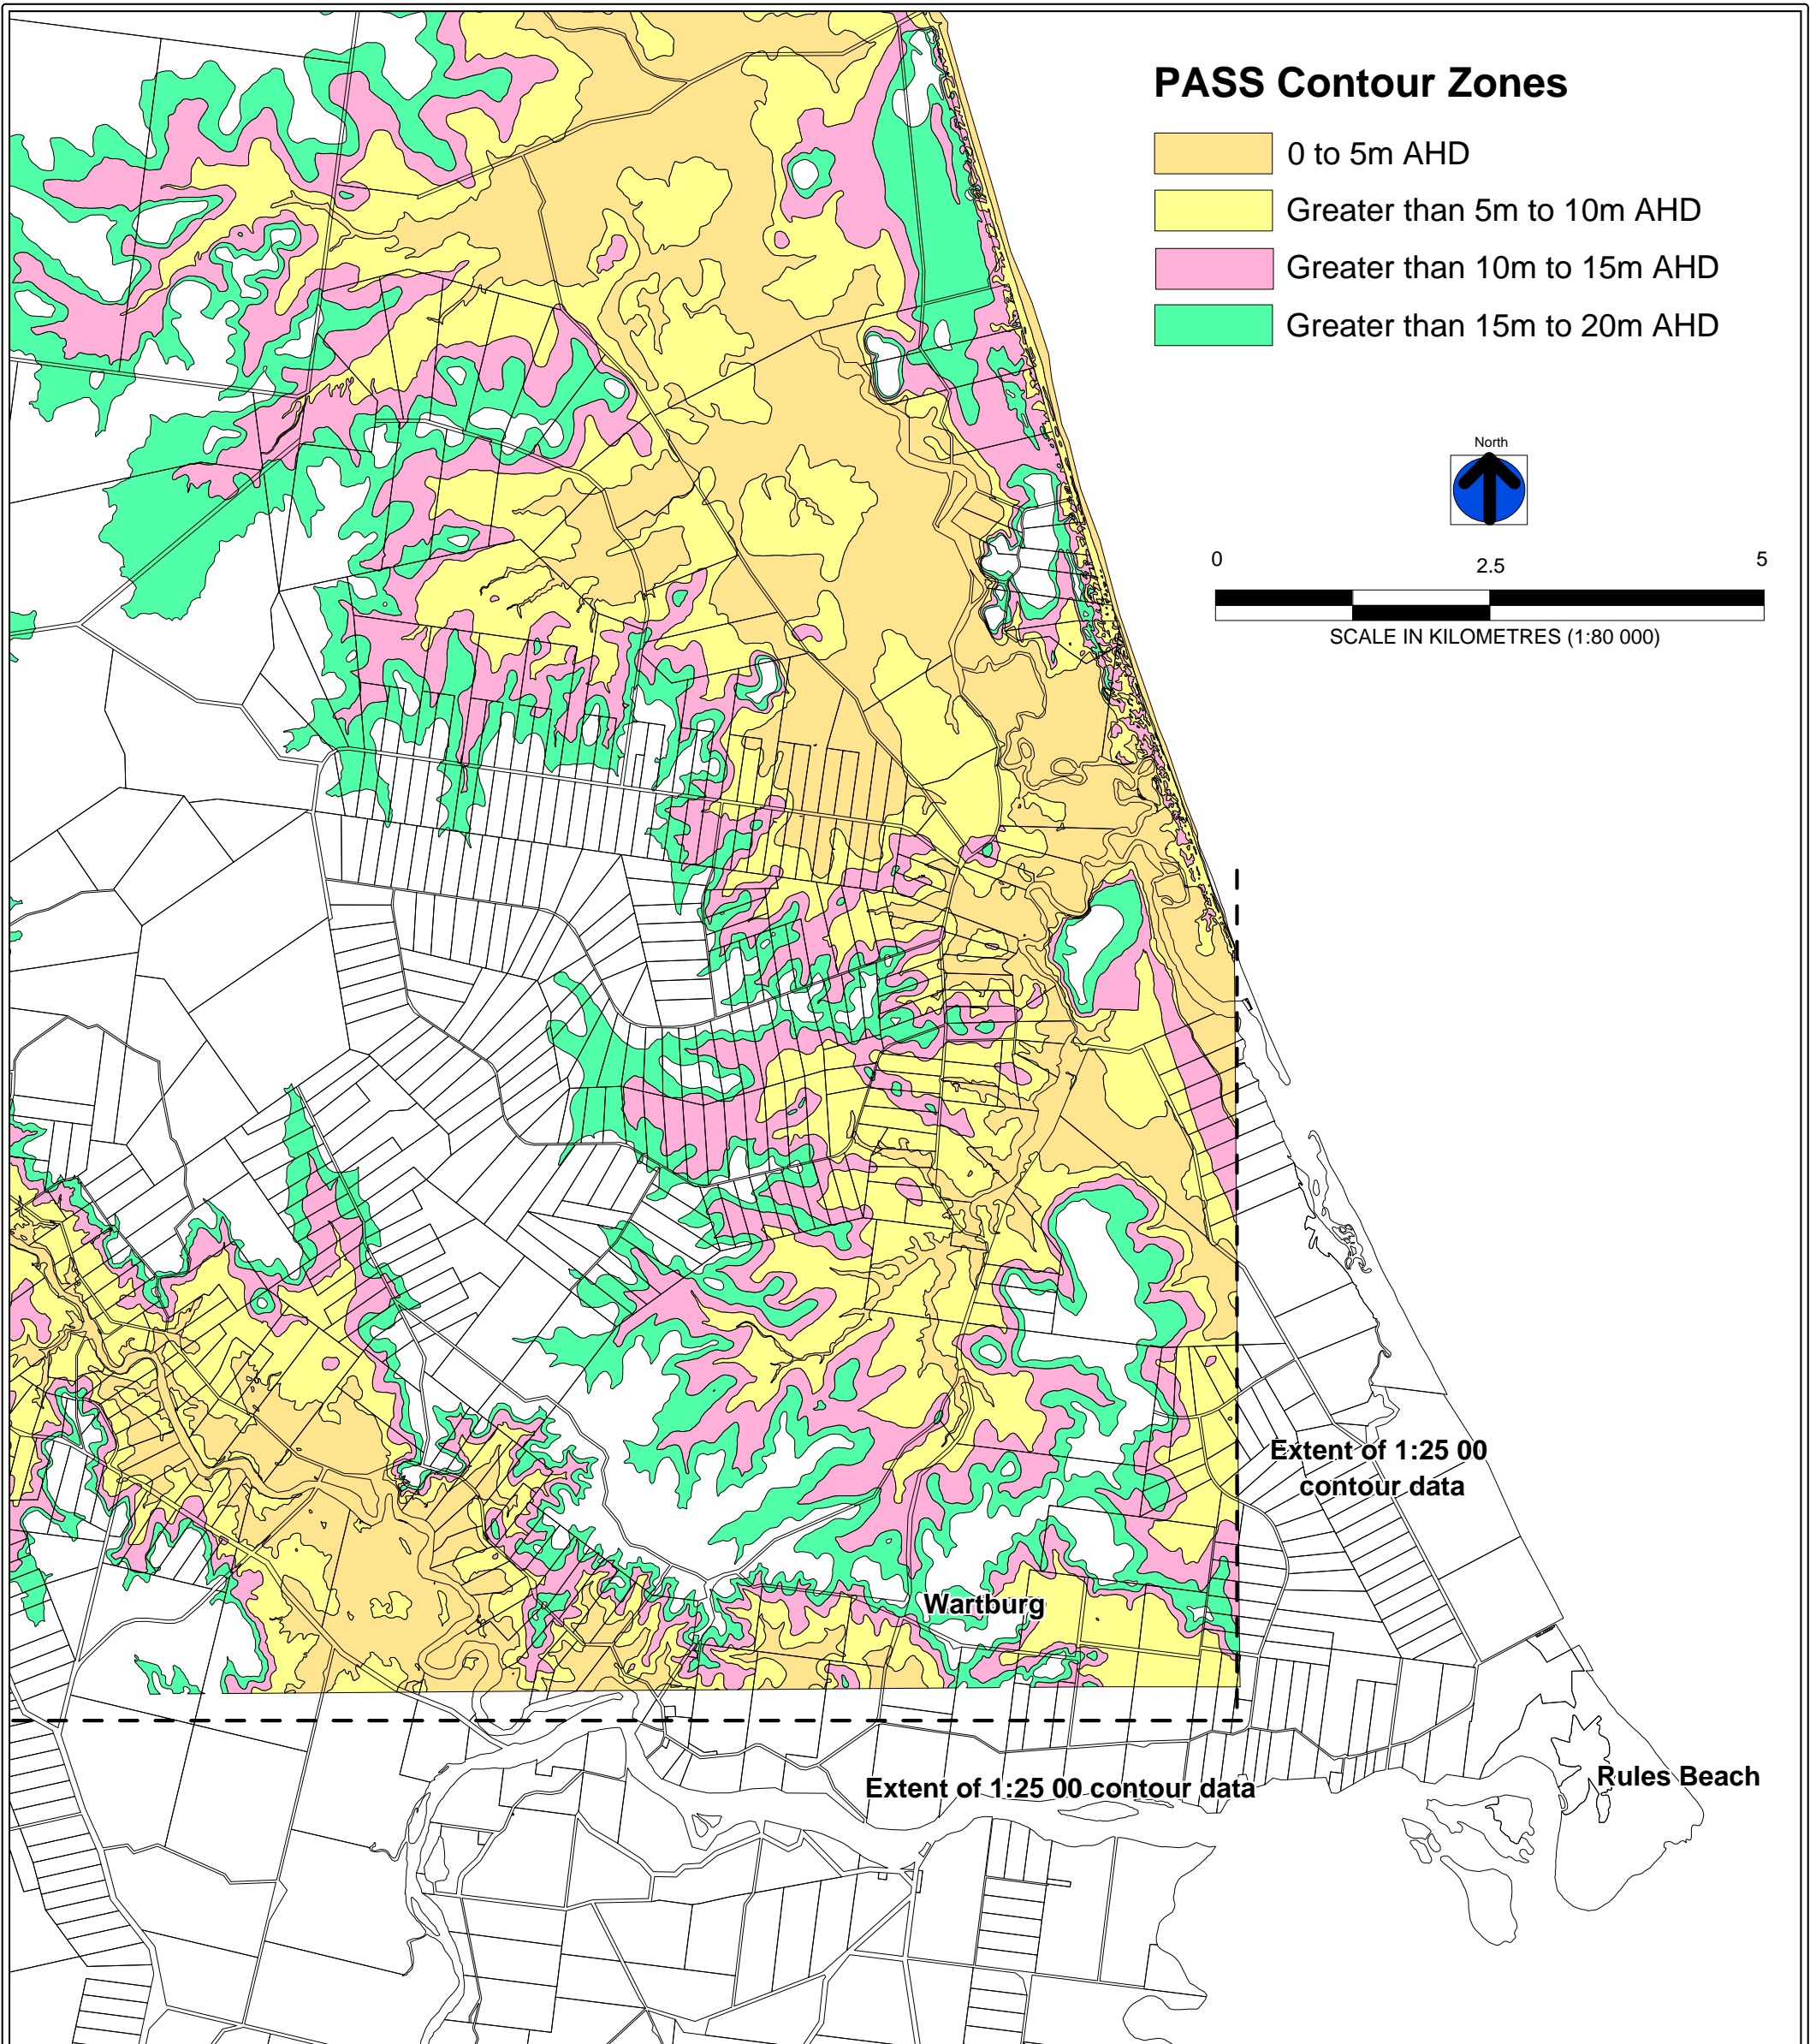 PASS Contour Zones
0 to 5m AHD
Greater than 5m to 10m AHD
Greater than 10m to 15m AHD
Greater than 15m to 20m AHD
North
0 2.5 5
SCALE IN KILOMETRES (1:80 000)
Extent of 1:25 00
contour data
Wartburg
Rules Beach
Extent of 1:25 00 contour data